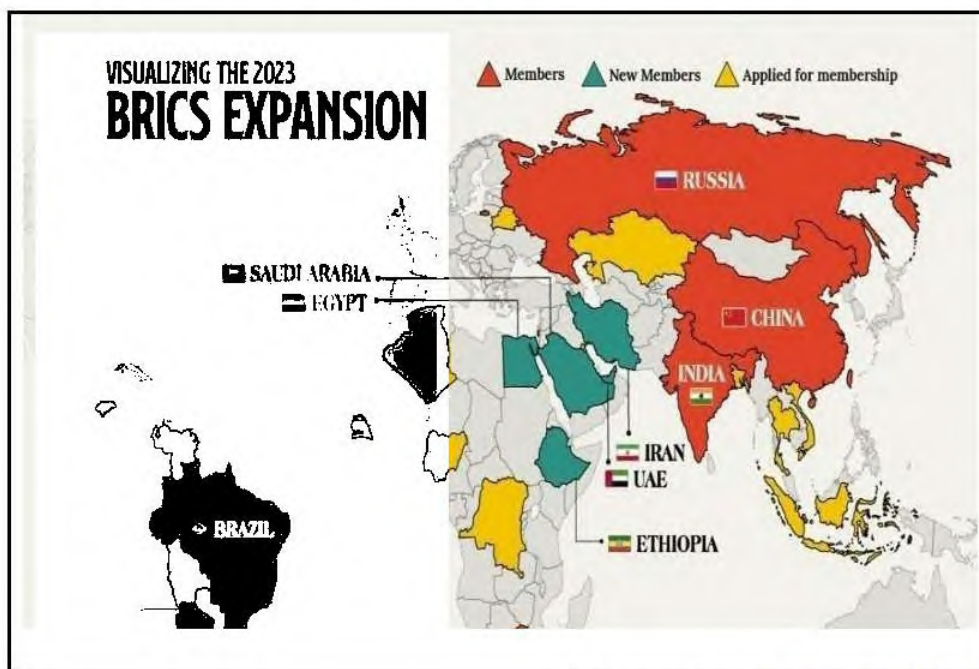 VISUALIZING THE 2023
BRICS EXPANSION
Members
New Members
Applied for membership
RUSSIA
SAUDI ARABIA
EGYPT
CHINA
INDIA
IRAN
UAE
BRAZIL
ETHIOPIA